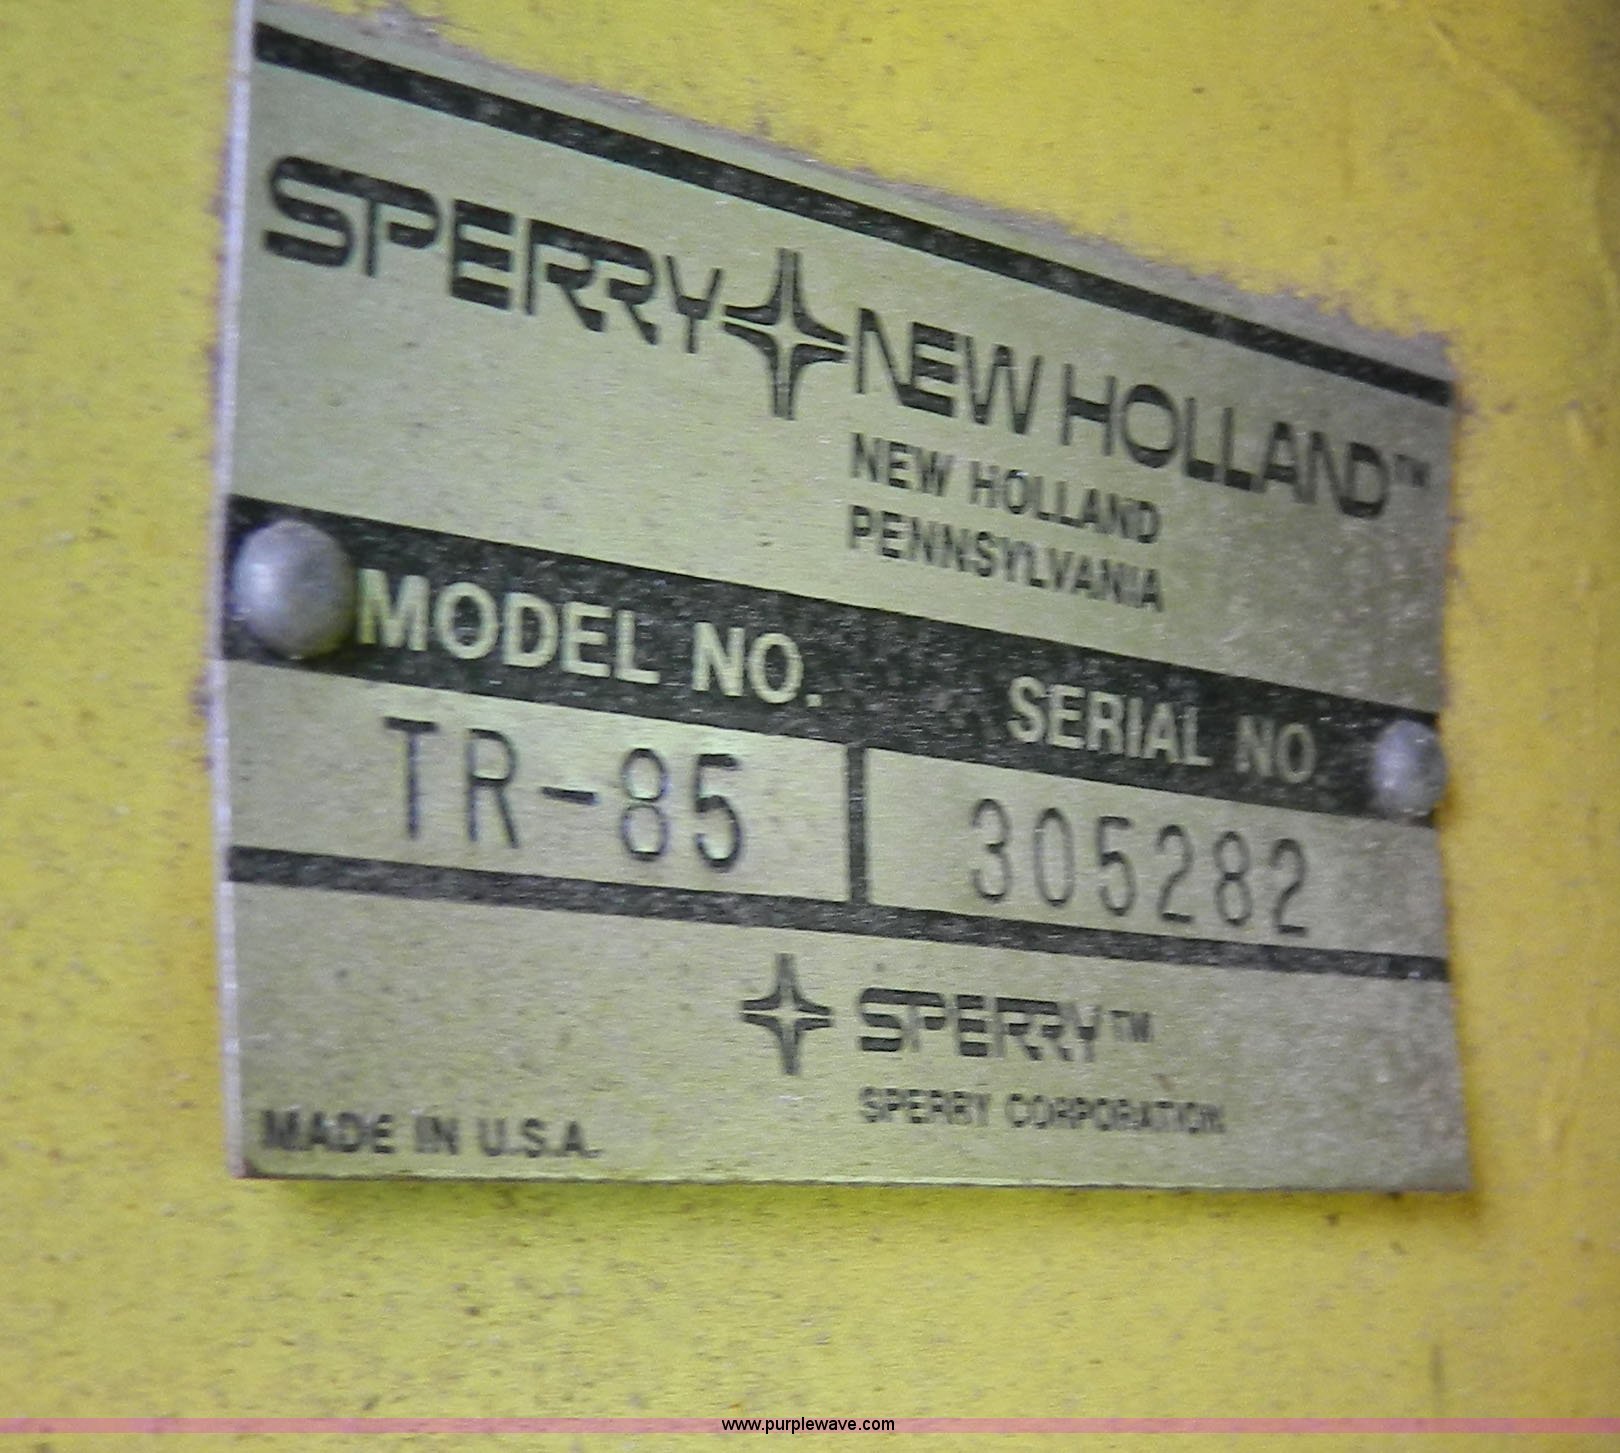 SPERRY NEW HOLLAND™
NEW HOLLAND
PENNSYLVANIA
MODEL NO. SERIAL NO.
TR-85 305282
SPERRY™
SPERRY CORPORATION
MADE IN U.S.A.
www.purplewave.com